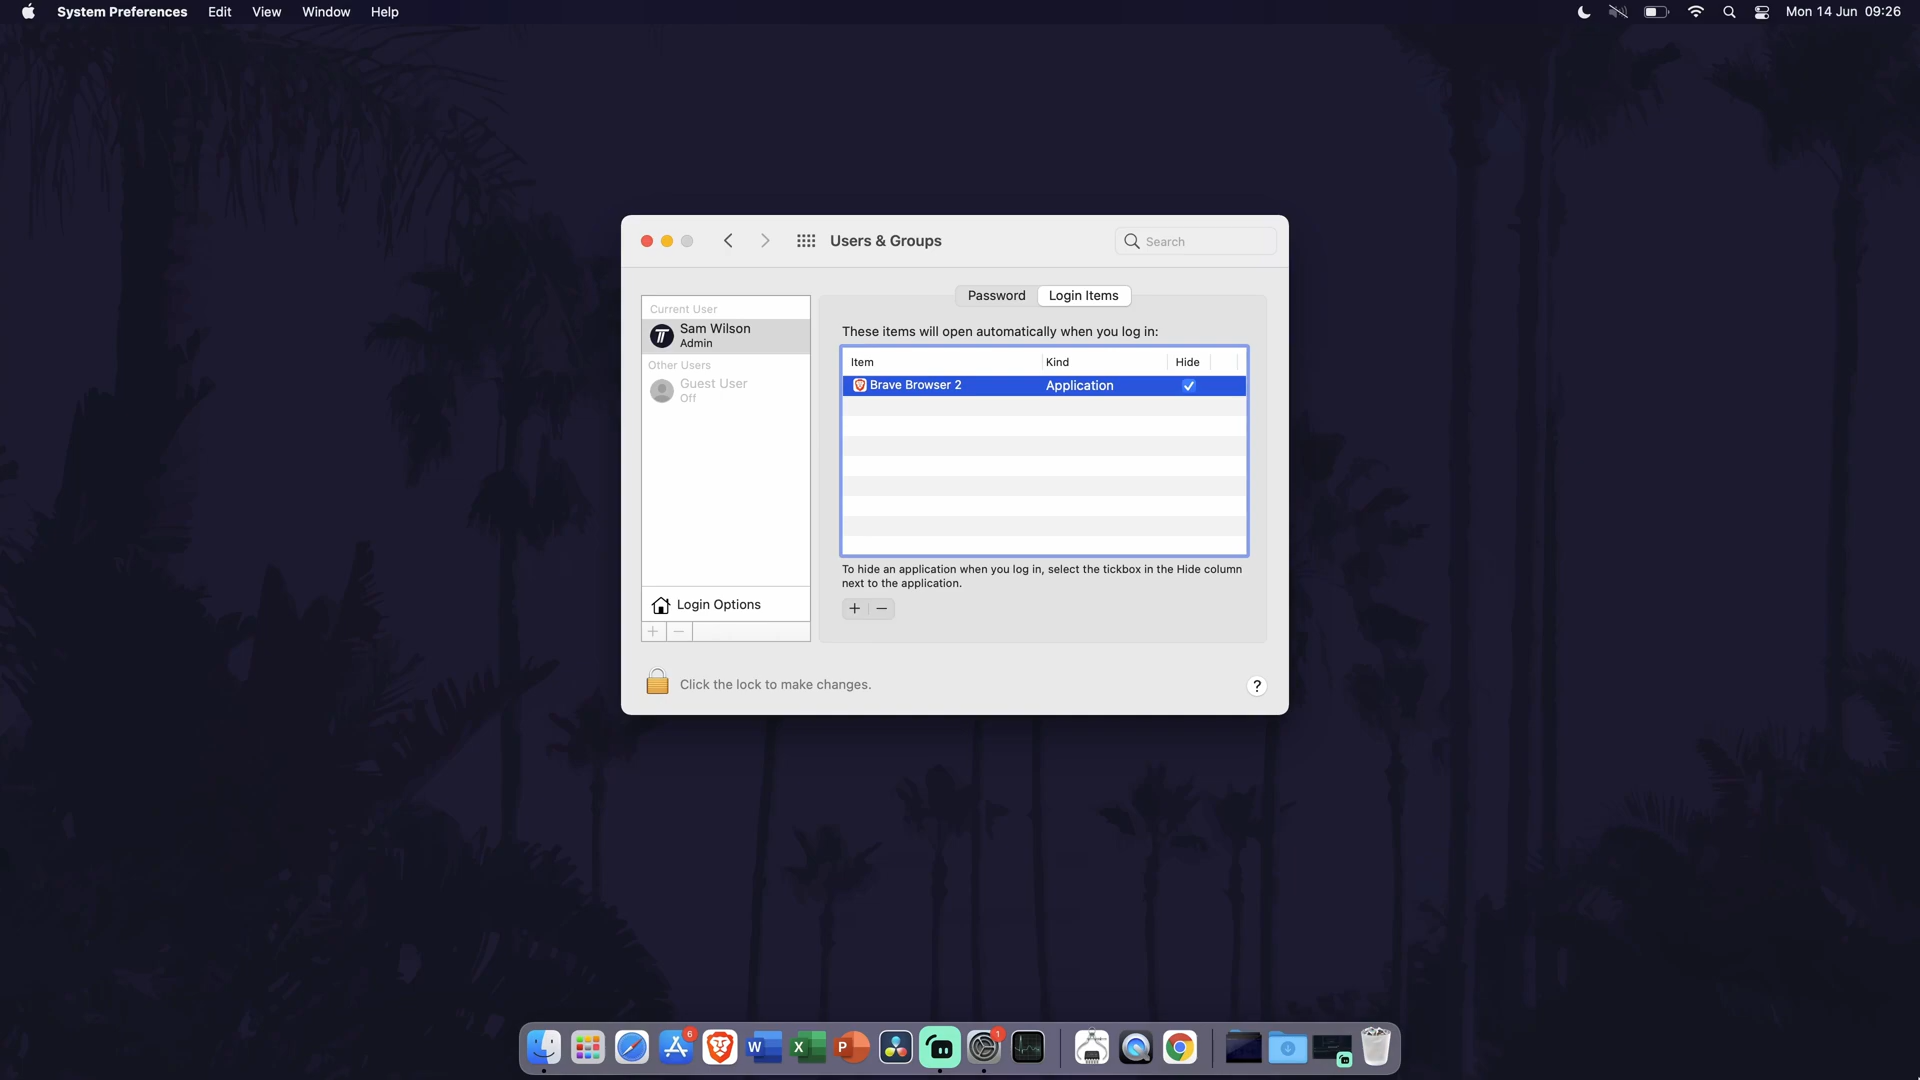 System Preferences Edit View Window Help Mon 14 Jun 09:26
Users & Groups
Search
Password Login Items
Current User
Sam Wilson
Admin
Other Users
Guest User
Off
Login Options
These items will open automatically when you log in:
Item Kind Hide
Brave Browser 2 Application
To hide an application when you log in, select the tickbox in the Hide column
next to the application.
+ −
+ −
Click the lock to make changes.
?
6 W X P 1